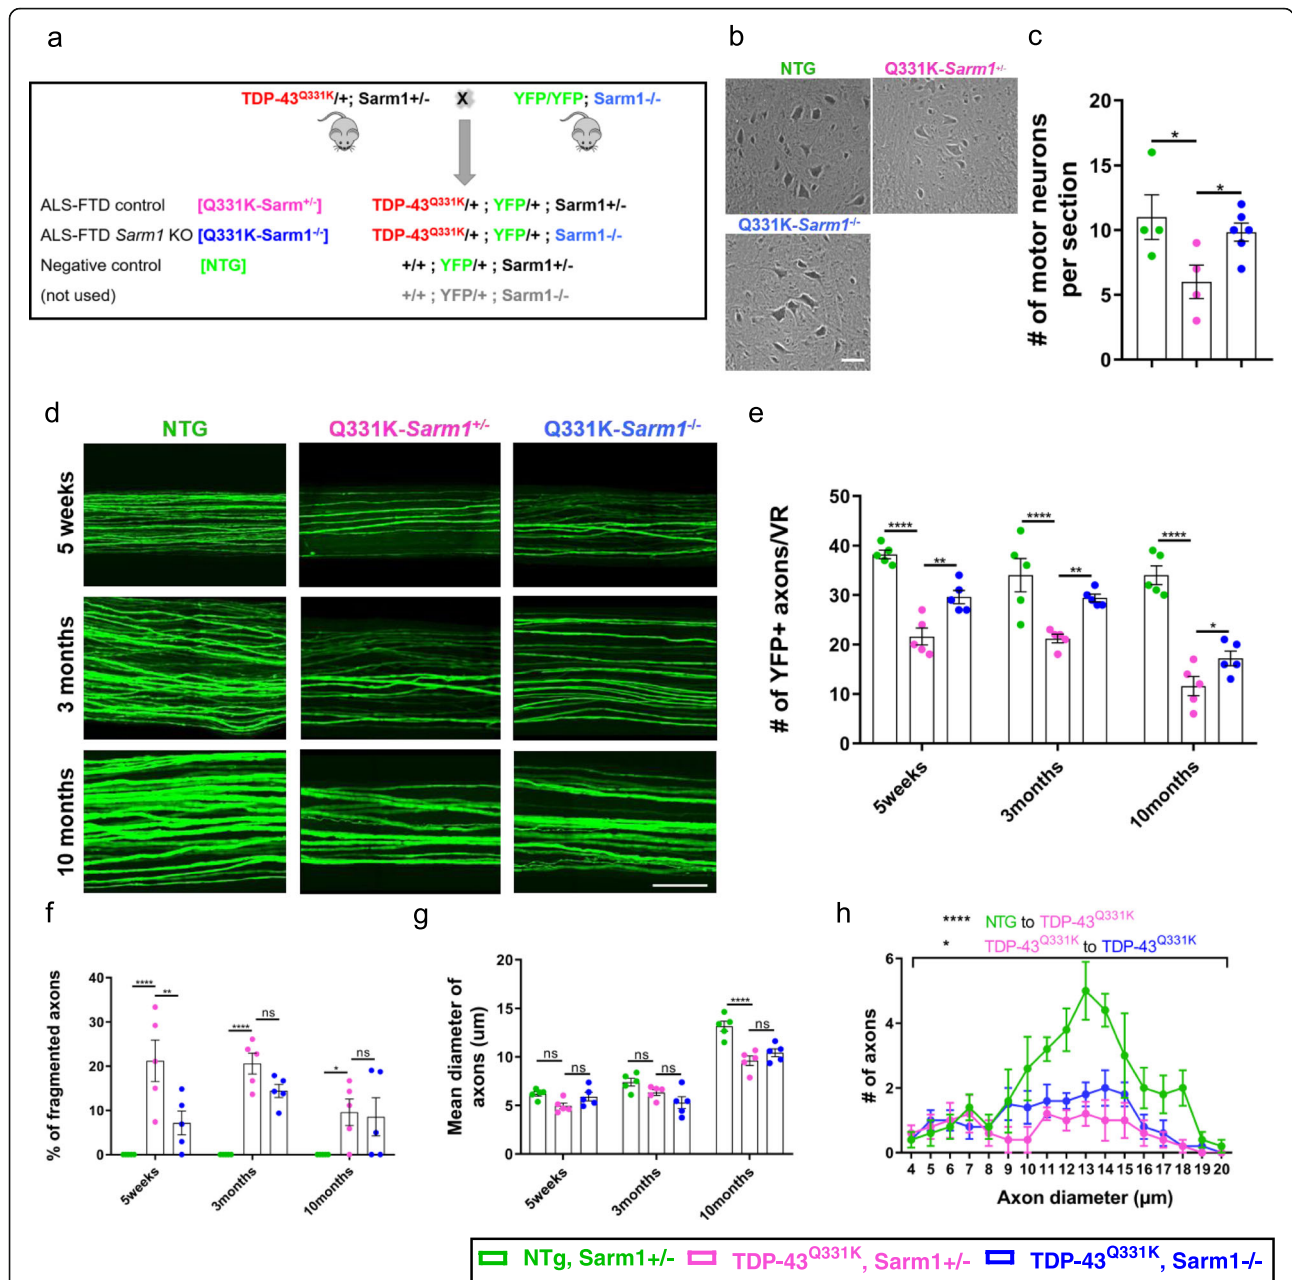 a
TDP-43Q331K/+; Sarm1+/- X YFP/YFP; Sarm1-/-
ALS-FTD control [Q331K-Sarm+/-] TDP-43Q331K/+ ; YFP/+ ; Sarm1+/-
ALS-FTD Sarm1 KO [Q331K-Sarm1-/-] TDP-43Q331K/+ ; YFP/+ ; Sarm1-/-
Negative control [NTG] +/+ ; YFP/+ ; Sarm1+/-
(not used) +/+ ; YFP/+ ; Sarm1-/-
b
NTG
Q331K-Sarm1+/-
Q331K-Sarm1-/-
c
# of motor neurons
per section
20
15
10
5
0
*
*
d
NTG
Q331K-Sarm1+/-
Q331K-Sarm1-/-
5 weeks
3 months
10 months
e
# of YFP+ axons/VR
50
40
30
20
10
0
****
**
****
**
****
*
5weeks
3months
10months
f
% of fragmented axons
40
30
20
10
0
****
**
****
ns
*
ns
5weeks
3months
10months
g
Mean diameter of
axons (um)
20
15
10
5
0
ns
ns
ns
ns
****
ns
5weeks
3months
10months
h
**** NTG to TDP-43Q331K
* TDP-43Q331K to TDP-43Q331K
# of axons
6
4
2
0
4 5 6 7 8 9 10 11 12 13 14 15 16 17 18 19 20
Axon diameter (µm)
NTg, Sarm1+/- TDP-43Q331K, Sarm1+/- TDP-43Q331K, Sarm1-/-